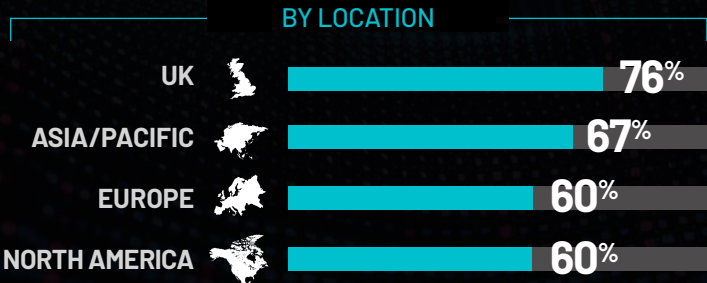 BY LOCATION
UK 76%
ASIA/PACIFIC 67%
EUROPE 60%
NORTH AMERICA 60%